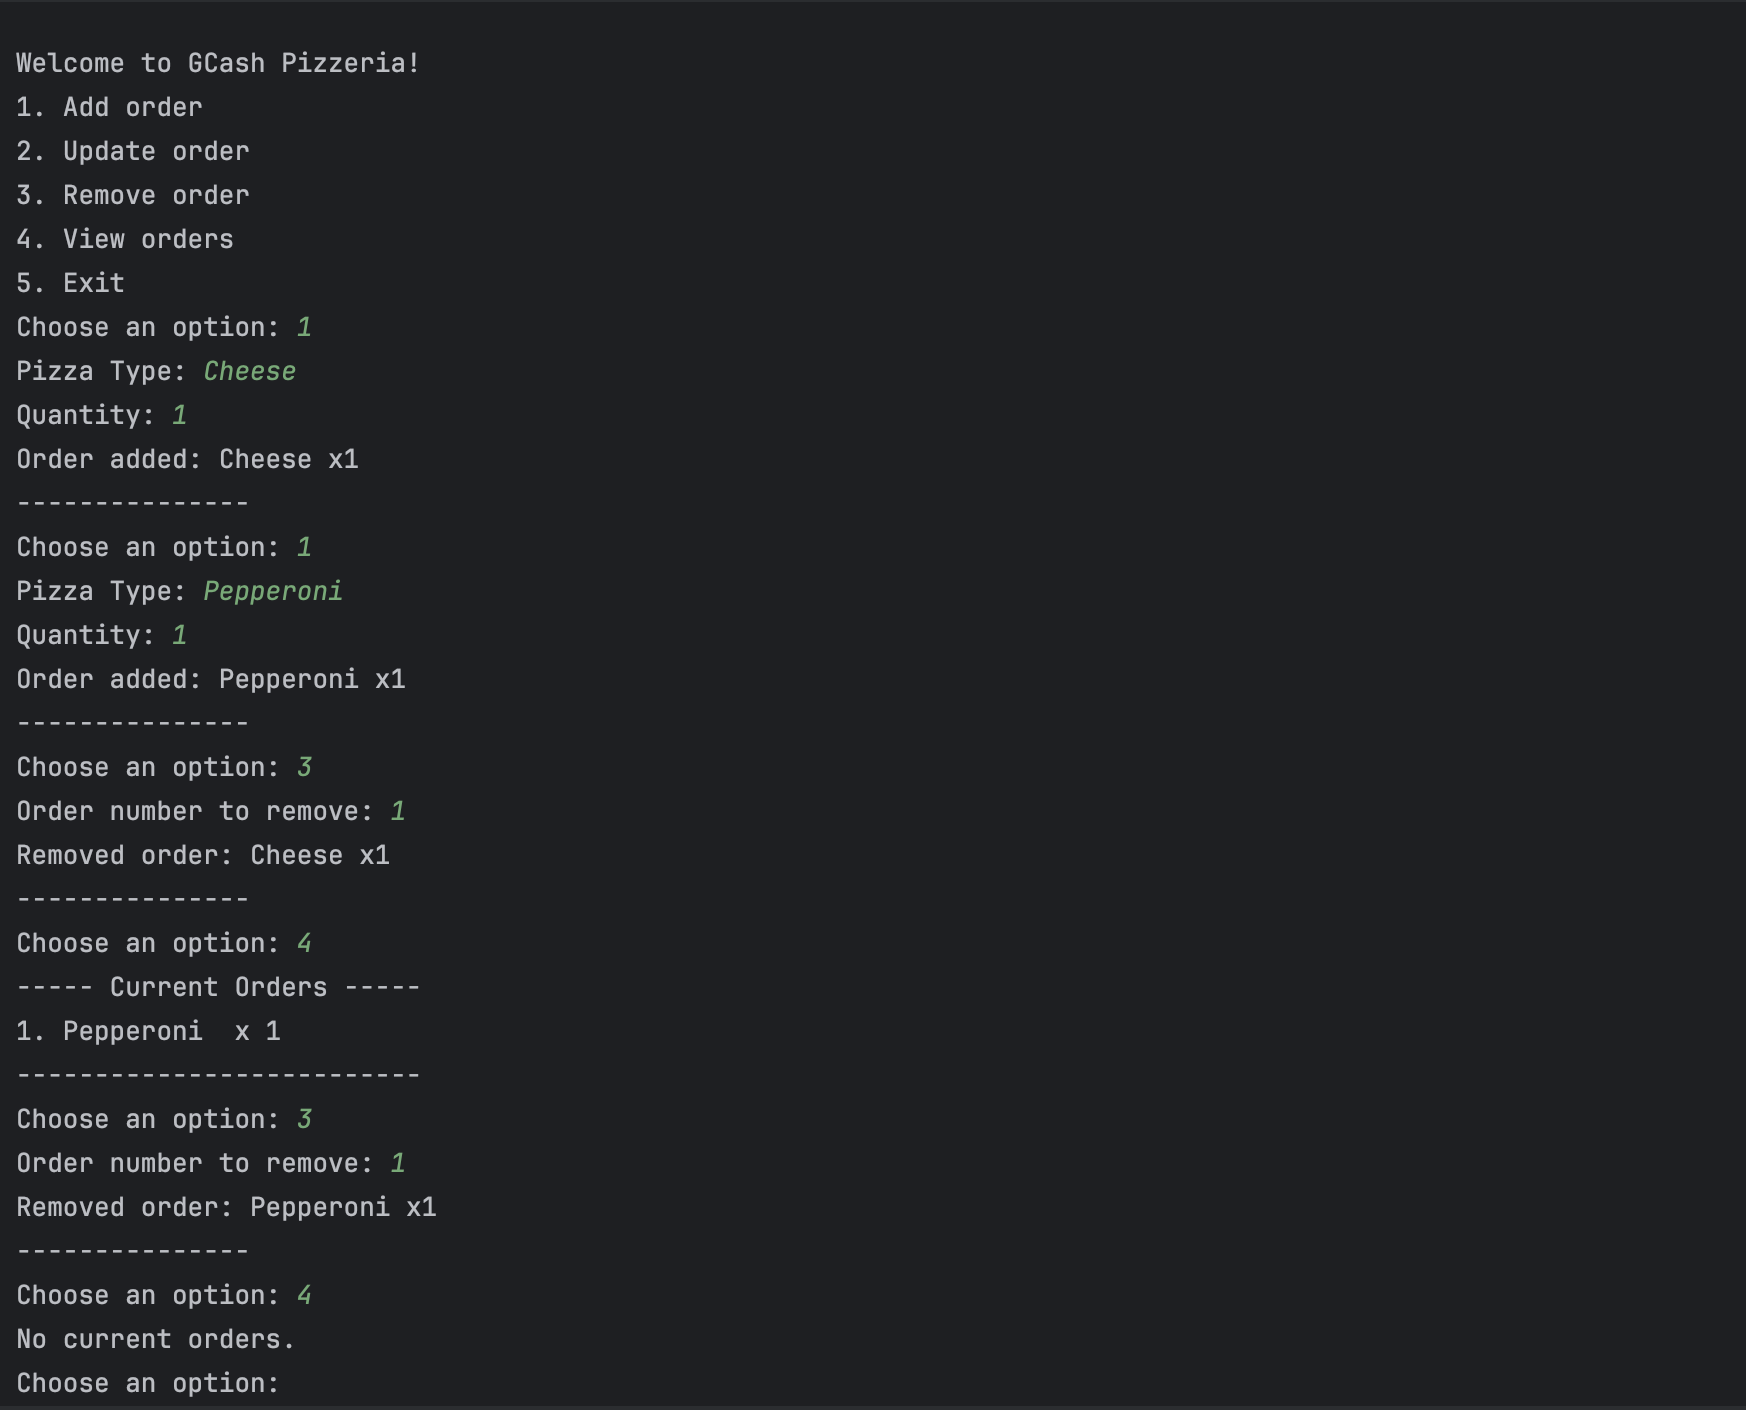 Welcome to GCash Pizzeria!
1. Add order
2. Update order
3. Remove order
4. View orders
5. Exit
Choose an option: 1
Pizza Type: Cheese
Quantity: 1
Order added: Cheese x1
---------------
Choose an option: 1
Pizza Type: Pepperoni
Quantity: 1
Order added: Pepperoni x1
---------------
Choose an option: 3
Order number to remove: 1
Removed order: Cheese x1
---------------
Choose an option: 4
----- Current Orders -----
1. Pepperoni  x 1
--------------------------
Choose an option: 3
Order number to remove: 1
Removed order: Pepperoni x1
---------------
Choose an option: 4
No current orders.
Choose an option: